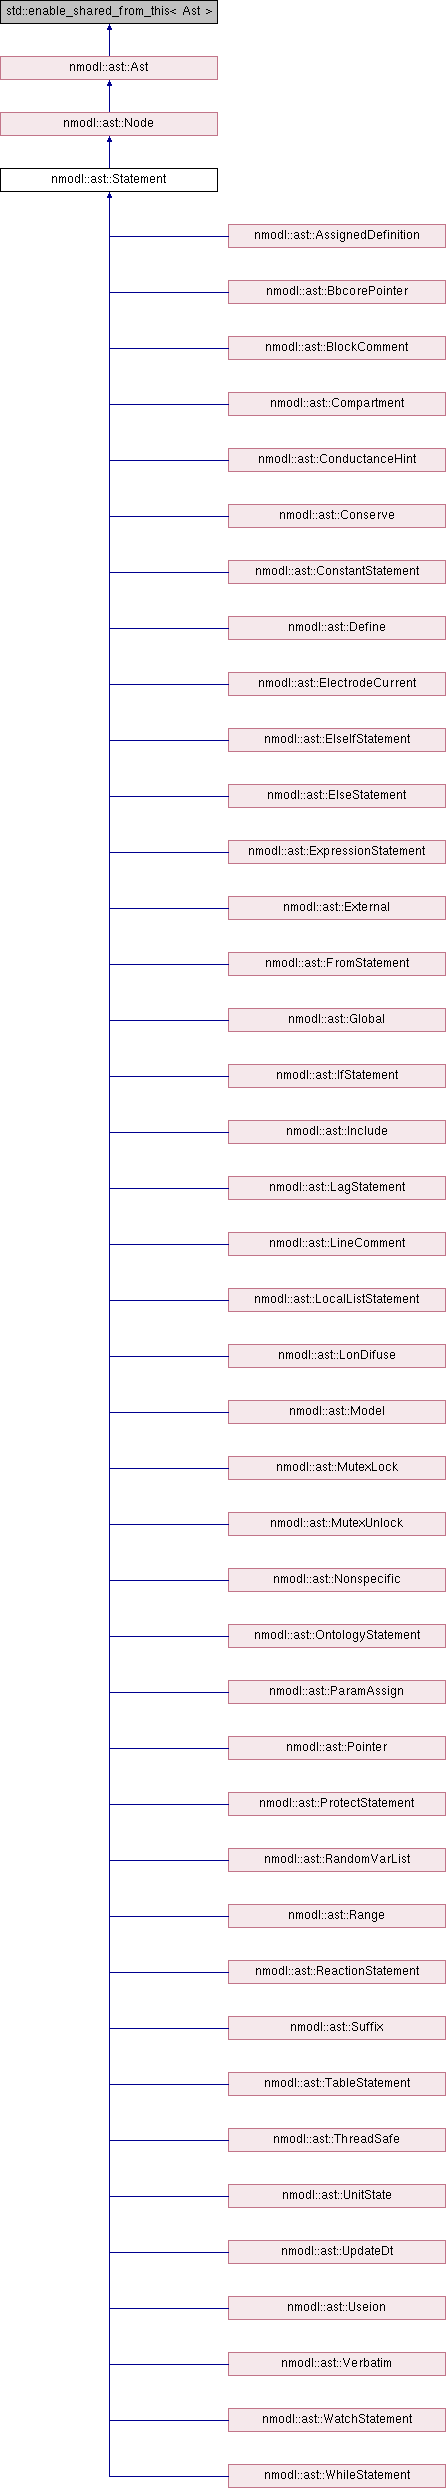 std::enable_shared_from_this< Ast >
nmodl::ast::Ast
nmodl::ast::Node
nmodl::ast::Statement
nmodl::ast::AssignedDefinition
nmodl::ast::BbcorePointer
nmodl::ast::BlockComment
nmodl::ast::Compartment
nmodl::ast::ConductanceHint
nmodl::ast::Conserve
nmodl::ast::ConstantStatement
nmodl::ast::Define
nmodl::ast::ElectrodeCurrent
nmodl::ast::ElseIfStatement
nmodl::ast::ElseStatement
nmodl::ast::ExpressionStatement
nmodl::ast::External
nmodl::ast::FromStatement
nmodl::ast::Global
nmodl::ast::IfStatement
nmodl::ast::Include
nmodl::ast::LagStatement
nmodl::ast::LineComment
nmodl::ast::LocalListStatement
nmodl::ast::LonDifuse
nmodl::ast::Model
nmodl::ast::MutexLock
nmodl::ast::MutexUnlock
nmodl::ast::Nonspecific
nmodl::ast::OntologyStatement
nmodl::ast::ParamAssign
nmodl::ast::Pointer
nmodl::ast::ProtectStatement
nmodl::ast::RandomVarList
nmodl::ast::Range
nmodl::ast::ReactionStatement
nmodl::ast::Suffix
nmodl::ast::TableStatement
nmodl::ast::ThreadSafe
nmodl::ast::UnitState
nmodl::ast::UpdateDt
nmodl::ast::Useion
nmodl::ast::Verbatim
nmodl::ast::WatchStatement
nmodl::ast::WhileStatement